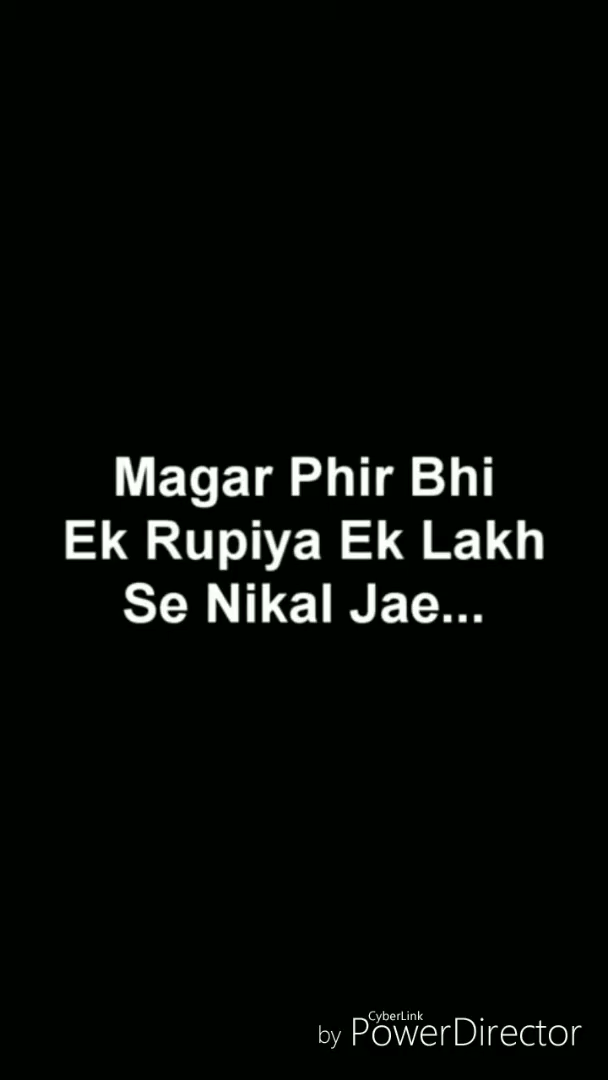 Magar Phir Bhi
Ek Rupiya Ek Lakh
Se Nikal Jae...
CyberLink
by PowerDirector